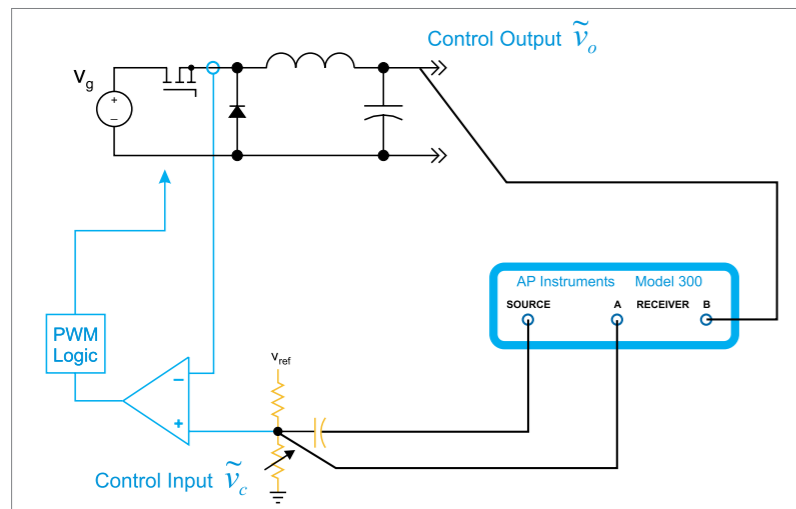 Control Output ṽo
Vg
+
–
AP Instruments Model 300
SOURCE A RECEIVER B
PWM
Logic
vref
–
+
Control Input ṽc